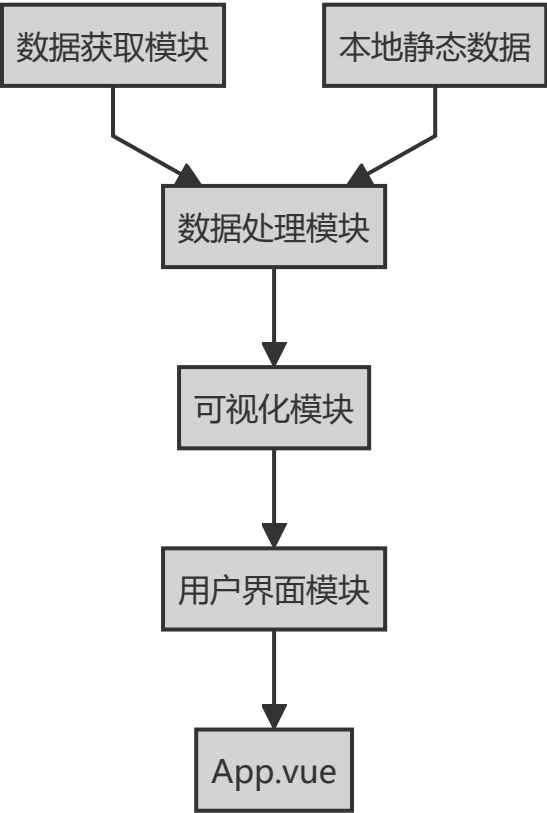 数据获取模块
本地静态数据
数据处理模块
可视化模块
用户界面模块
App.vue